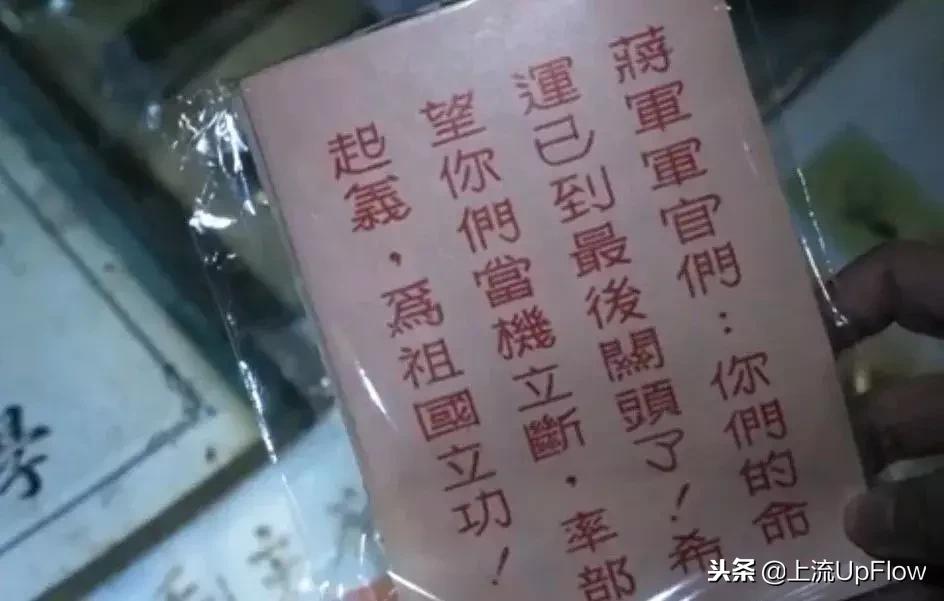 蔣軍軍官們：你們的命
運已到最後關頭了！希
望你們當機立斷，率部
起義，為祖國立功！
学
头条 @上流UpFlow